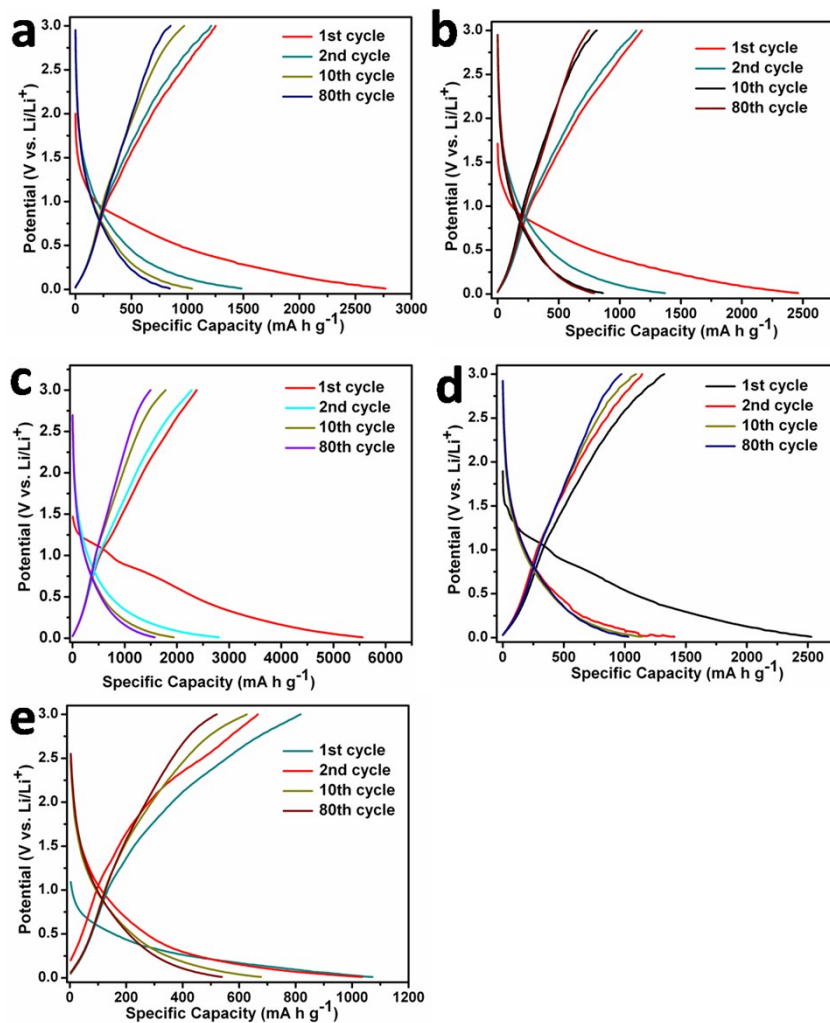 a
1st cycle
2nd cycle
10th cycle
80th cycle
Potential (V vs. Li/Li⁺)
3.0
2.5
2.0
1.5
1.0
0.5
0.0
0 500 1000 1500 2000 2500 3000
Specific Capacity (mA h g⁻¹)
b
1st cycle
2nd cycle
10th cycle
80th cycle
Potential (V vs. Li/Li⁺)
3.0
2.5
2.0
1.5
1.0
0.5
0.0
0 500 1000 1500 2000 2500
Specific Capacity (mA h g⁻¹)
c
1st cycle
2nd cycle
10th cycle
80th cycle
Potential (V vs. Li/Li⁺)
3.0
2.5
2.0
1.5
1.0
0.5
0.0
0 1000 2000 3000 4000 5000 6000
Specific Capacity (mA h g⁻¹)
d
1st cycle
2nd cycle
10th cycle
80th cycle
Potential (V vs. Li/Li⁺)
3.0
2.5
2.0
1.5
1.0
0.5
0.0
0 500 1000 1500 2000 2500
Specific Capacity (mA h g⁻¹)
e
1st cycle
2nd cycle
10th cycle
80th cycle
Potential (V vs. Li/Li⁺)
3.0
2.5
2.0
1.5
1.0
0.5
0.0
0 200 400 600 800 1000 1200
Specific Capacity (mA h g⁻¹)